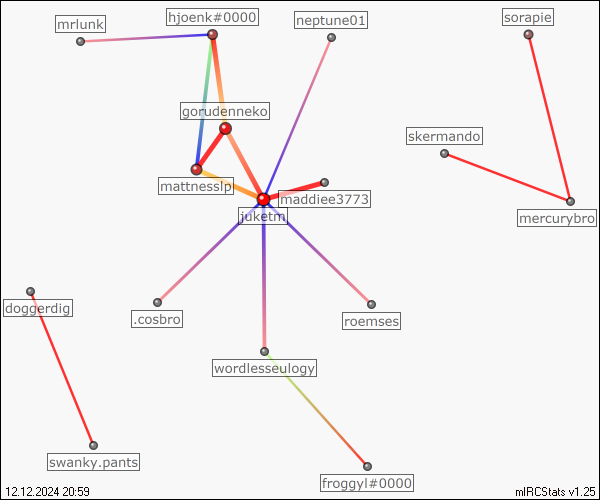 mrlunk
hjoenk#0000
neptune01
sorapie
gorudenneko
skermando
mattnesslp
maddiee3773
juketm
mercurybro
doggerdig
.cosbro
roemses
wordlesseulogy
swanky.pants
froggyl#0000
12.12.2024 20:59
mIRCStats v1.25